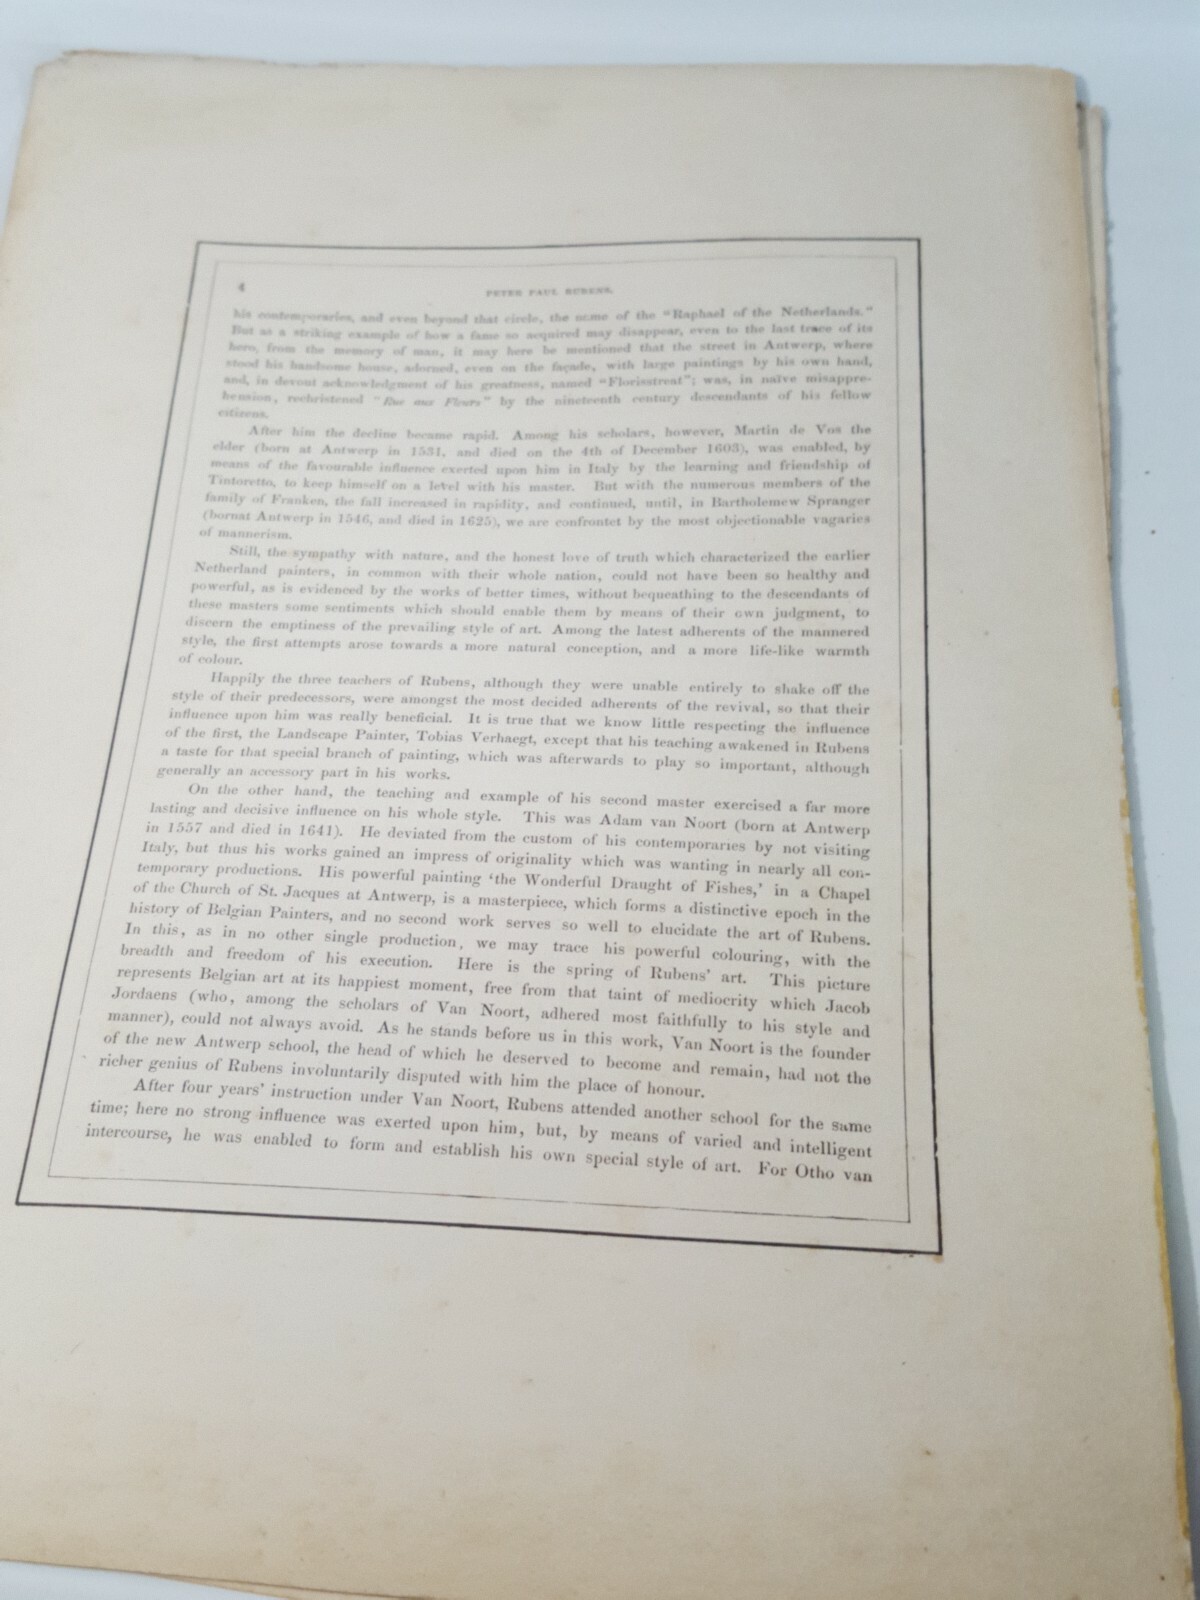 4
PETER PAUL RUBENS.
his contemporaries, and even beyond that circle, the name of the "Raphael of the Netherlands."
But as a striking example of how a fame so acquired may disappear, even to the last trace of its
hero, from the memory of man, it may here be mentioned that the street in Antwerp, where
stood his handsome house, adorned, even on the façade, with large paintings by his own hand,
and, in devout acknowledgment of his greatness, named "Florisstreat"; was, in naïve misappre-
hension, rechristened "Rue aux Fleurs" by the nineteenth century descendants of his fellow
citizens.
After him the decline became rapid. Among his scholars, however, Martin de Vos the
elder (born at Antwerp in 1531, and died on the 4th of December 1603), was enabled, by
means of the favourable influence exerted upon him in Italy by the learning and friendship of
Tintoretto, to keep himself on a level with his master. But with the numerous members of the
family of Franken, the fall increased in rapidity, and continued, until, in Bartholemew Spranger
(bornat Antwerp in 1546, and died in 1625), we are confrontet by the most objectionable vagaries
of mannerism.
Still, the sympathy with nature, and the honest love of truth which characterized the earlier
Netherland painters, in common with their whole nation, could not have been so healthy and
powerful, as is evidenced by the works of better times, without bequeathing to the descendants of
these masters some sentiments which should enable them by means of their own judgment, to
discern the emptiness of the prevailing style of art. Among the latest adherents of the mannered
style, the first attempts arose towards a more natural conception, and a more life-like warmth
of colour.
Happily the three teachers of Rubens, although they were unable entirely to shake off the
style of their predecessors, were amongst the most decided adherents of the revival, so that their
influence upon him was really beneficial. It is true that we know little respecting the influence
of the first, the Landscape Painter, Tobias Verhaegt, except that his teaching awakened in Rubens
a taste for that special branch of painting, which was afterwards to play so important, although
generally an accessory part in his works.
On the other hand, the teaching and example of his second master exercised a far more
lasting and decisive influence on his whole style. This was Adam van Noort (born at Antwerp
in 1557 and died in 1641). He deviated from the custom of his contemporaries by not visiting
Italy, but thus his works gained an impress of originality which was wanting in nearly all con-
temporary productions. His powerful painting 'the Wonderful Draught of Fishes,' in a Chapel
of the Church of St. Jacques at Antwerp, is a masterpiece, which forms a distinctive epoch in the
history of Belgian Painters, and no second work serves so well to elucidate the art of Rubens.
In this, as in no other single production, we may trace his powerful colouring, with the
breadth and freedom of his execution. Here is the spring of Rubens' art. This picture
represents Belgian art at its happiest moment, free from that taint of mediocrity which Jacob
Jordaens (who, among the scholars of Van Noort, adhered most faithfully to his style and
manner), could not always avoid. As he stands before us in this work, Van Noort is the founder
of the new Antwerp school, the head of which he deserved to become and remain, had not the
richer genius of Rubens involuntarily disputed with him the place of honour.
After four years' instruction under Van Noort, Rubens attended another school for the same
time; here no strong influence was exerted upon him, but, by means of varied and intelligent
intercourse, he was enabled to form and establish his own special style of art. For Otho van